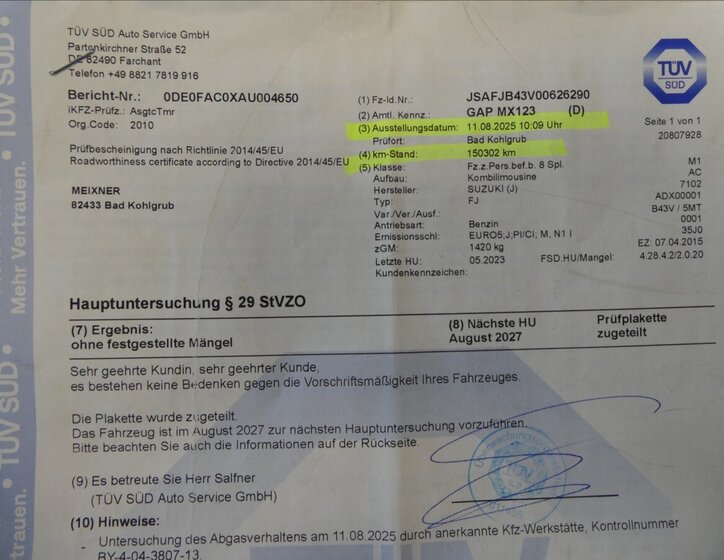 TÜV SÜD Auto Service GmbH
Partenkirchner Straße 52
DE 82490 Farchant
Telefon +49 8821 7819 916
Bericht-Nr.: 0DE0FAC0XAU004650
iKFZ-Prüfz.: AsgtcTmr
Org.Code: 2010
Prüfbescheinigung nach Richtlinie 2014/45/EU
Roadworthiness certificate according to Directive 2014/45/EU
MEIXNER
82433 Bad Kohlgrub
(1) Fz-Id.Nr.: JSAFJB43V00626290
(2) Amtl. Kennz.: GAP MX123 (D)
(3) Ausstellungsdatum: 11.08.2025 10:09 Uhr
Prüfort: Bad Kohlgrub
(4) km-Stand: 150302 km
(5) Klasse: Fz.z.Pers.bef.b. 8 Spl. M1
Aufbau: Kombilimousine AC
Hersteller: SUZUKI (J) 7102
Typ: FJ ADX00001
Var./Ver./Ausf.: B43V / 5MT
Antriebsart: Benzin 0001
Emissionsschl: EURO5;J:PI/CI; M, N1 I 35J0
zGM: 1420 kg EZ: 07.04.2015
Letzte HU: 05.2023 FSD.HU/Mangel: 4.28.4.2/2.0.20
Kundenkennzeichen:
TÜV
SÜD
Seite 1 von 1
20807928
Hauptuntersuchung § 29 StVZO
(7) Ergebnis: (8) Nächste HU Prüfplakette
ohne festgestellte Mängel August 2027 zugeteilt
Sehr geehrte Kundin, sehr geehrter Kunde,
es bestehen keine Bedenken gegen die Vorschriftsmäßigkeit Ihres Fahrzeuges.
Die Plakette wurde zugeteilt.
Das Fahrzeug ist im August 2027 zur nächsten Hauptuntersuchung vorzuführen.
Bitte beachten Sie auch die Informationen auf der Rückseite.
(9) Es betreute Sie Herr Salfner
(TÜV SÜD Auto Service GmbH)
(10) Hinweise:
Untersuchung des Abgasverhaltens am 11.08.2025 durch anerkannte Kfz-Werkstätte, Kontrollnummer
BY-4-04-3807-13.
TÜV SÜD
Mehr Vertrauen.
TÜV SÜD
trauen.
TÜV